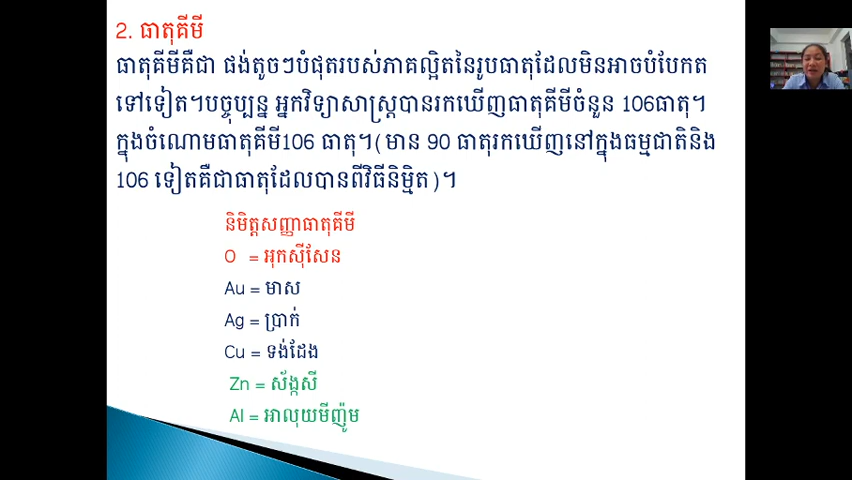 2. ធាតុគីមី
ធាតុគីមីគឺជា ផង់តូចៗបំផុតរបស់ភាគល្អិតនៃរូបធាតុដែលមិនអាចបំបែកត
ទៅទៀត។បច្ចុប្បន្ន អ្នកវិទ្យាសាស្ត្របានរកឃើញធាតុគីមីចំនួន 106ធាតុ។
ក្នុងចំណោមធាតុគីមី106 ធាតុ។(មាន 90 ធាតុរកឃើញនៅក្នុងធម្មជាតិនិង
106 ទៀតគឺជាធាតុដែលបានពីវិធីនិម្មិត)។
និមិត្តសញ្ញាធាតុគីមី
O = អុកស៊ីសែន
Au = មាស
Ag = ប្រាក់
Cu = ទង់ដែង
Zn = ស័ង្កសី
Al = អាលុយមីញ៉ូម